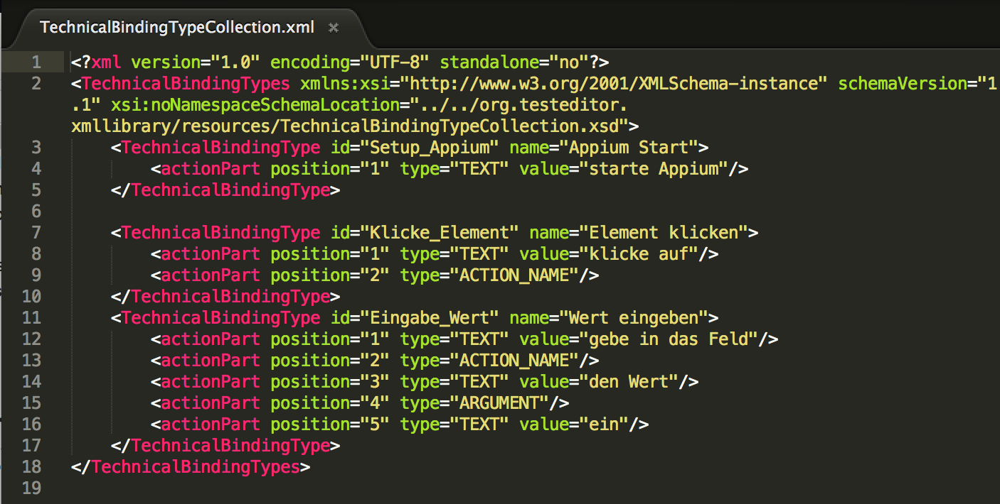 TechnicalBindingTypeCollection.xml ×
1 <?xml version="1.0" encoding="UTF-8" standalone="no"?>
2 <TechnicalBindingTypes xmlns:xsi="http://www.w3.org/2001/XMLSchema-instance" schemaVersion="1
.1" xsi:noNamespaceSchemaLocation="../../org.testeditor.
xmllibrary/resources/TechnicalBindingTypeCollection.xsd">
3     <TechnicalBindingType id="Setup_Appium" name="Appium Start">
4         <actionPart position="1" type="TEXT" value="starte Appium"/>
5     </TechnicalBindingType>
6
7     <TechnicalBindingType id="Klicke_Element" name="Element klicken">
8         <actionPart position="1" type="TEXT" value="klicke auf"/>
9         <actionPart position="2" type="ACTION_NAME"/>
10     </TechnicalBindingType>
11     <TechnicalBindingType id="Eingabe_Wert" name="Wert eingeben">
12         <actionPart position="1" type="TEXT" value="gebe in das Feld"/>
13         <actionPart position="2" type="ACTION_NAME"/>
14         <actionPart position="3" type="TEXT" value="den Wert"/>
15         <actionPart position="4" type="ARGUMENT"/>
16         <actionPart position="5" type="TEXT" value="ein"/>
17     </TechnicalBindingType>
18 </TechnicalBindingTypes>
19